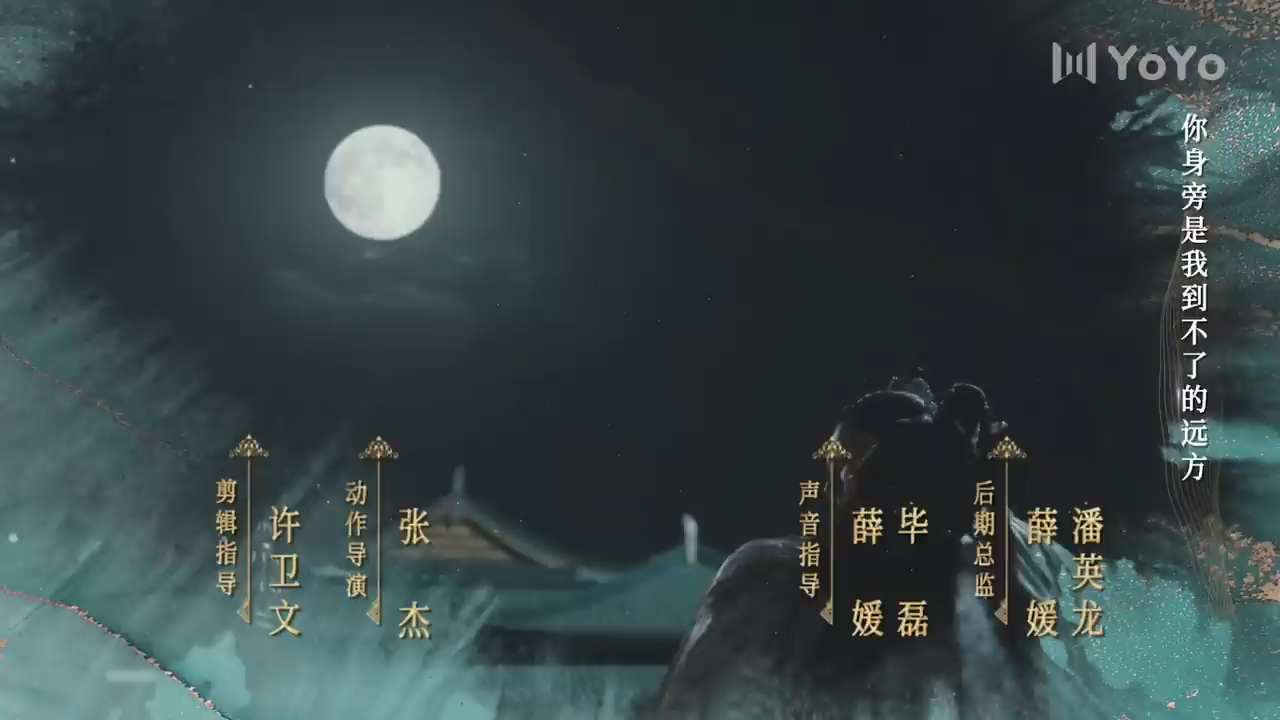 YoYo
你身旁是我到不了的远方
剪辑指导
许卫文
动作导演
张杰
声音指导
薛媛
毕磊
后期总监
薛媛
潘英龙